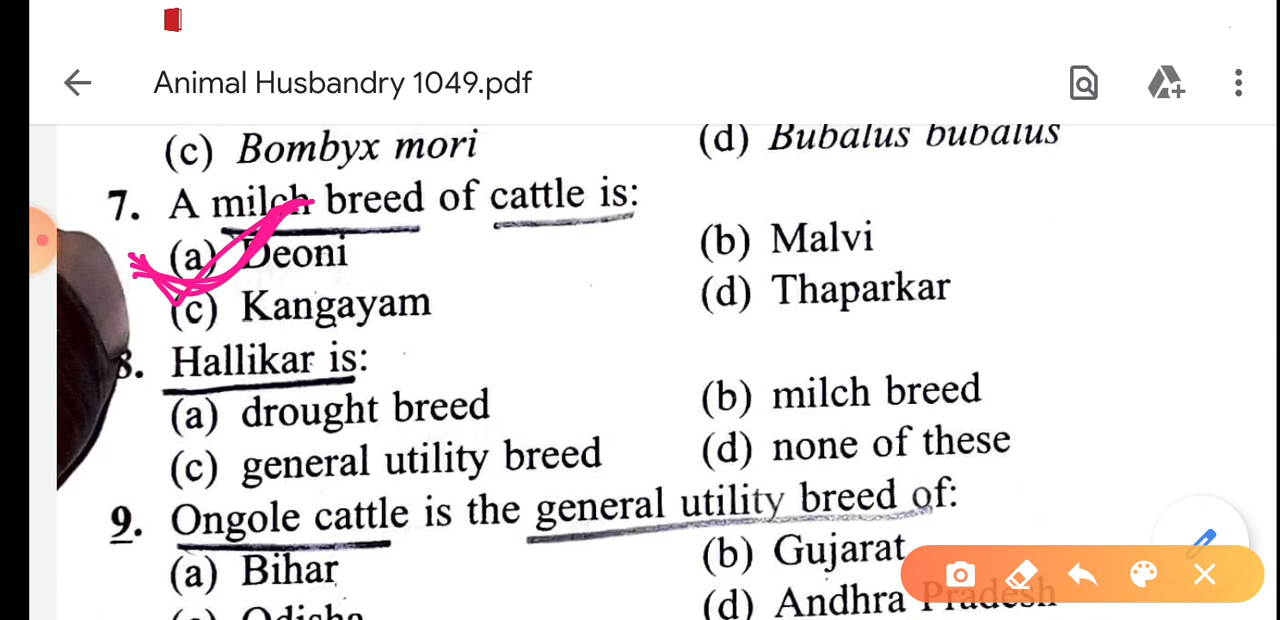 Animal Husbandry 1049.pdf
(c) Bombyx mori (d) Bubalus bubalus
7. A milch breed of cattle is:
(a) Deoni (b) Malvi
(c) Kangayam (d) Thaparkar
8. Hallikar is:
(a) drought breed (b) milch breed
(c) general utility breed (d) none of these
9. Ongole cattle is the general utility breed of:
(a) Bihar (b) Gujarat
(c) Odisha (d) Andhra Pradesh